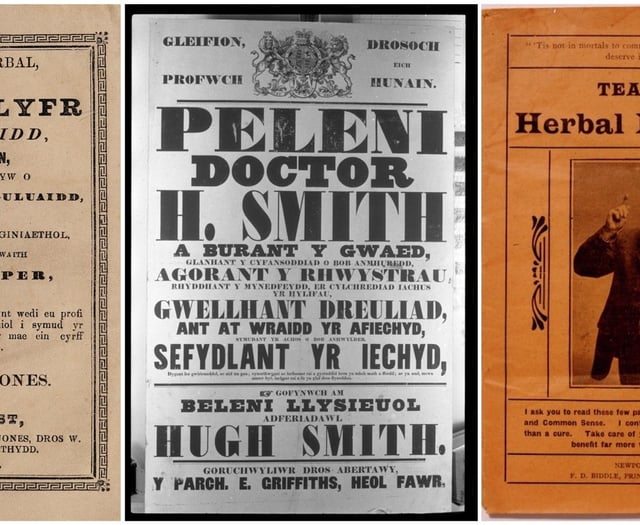 RBAL,
LYFR
IDD,
N,
YW O
GULUAIDD,
GINIAETHOL,
WAITH
PER,
nt wedi eu profi
iol i symud yr
mae ein cyrff
ONES.
ST,
JONES, DROS W.
THYDD.
GLEIFION,
DROSOCH
EICH
PROFWCH
HUNAIN.
PELENI
DOCTOR
H. SMITH
A BURANT Y GWAED,
GLANHANT Y CYFANSODDIAD O BOB ANMHUREDD,
AGORANT Y RHWYSTRAU,
RHYDDHANT Y MYNEDFEYDD, ER CYLCHREDIAD IACHUS
YR HYLIFAU,
GWELLHANT DREULIAD,
ANT AT WRAIDD YR AFIECHYD,
SYMUDANT YR ACHOS O BOB ANHWYLDEB,
SEFYDLANT YR IECHYD,
GOFYNWCH AM
BELENI LLYSIEUOL
ADFERIADAWL
HUGH SMITH.
GORUCHWYLIWR DROS ABERTAWY,
Y PARCH. E. GRIFFITHS, HEOL FAWR.
"'Tis not in mortals to com
deserve i
TEA
Herbal
I ask you to read these few pa
and Common Sense. I con
than a cure. Take care of
benefit far more
NEWPO
F. D. BIDDLE, PRIN